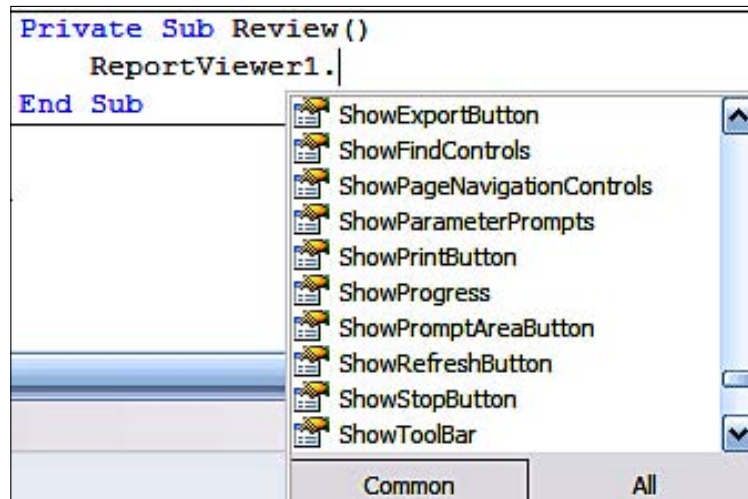 Private Sub Review()
ReportViewer1.
End Sub
ShowExportButton
ShowFindControls
ShowPageNavigationControls
ShowParameterPrompts
ShowPrintButton
ShowProgress
ShowPromptAreaButton
ShowRefreshButton
ShowStopButton
ShowToolBar
Common All